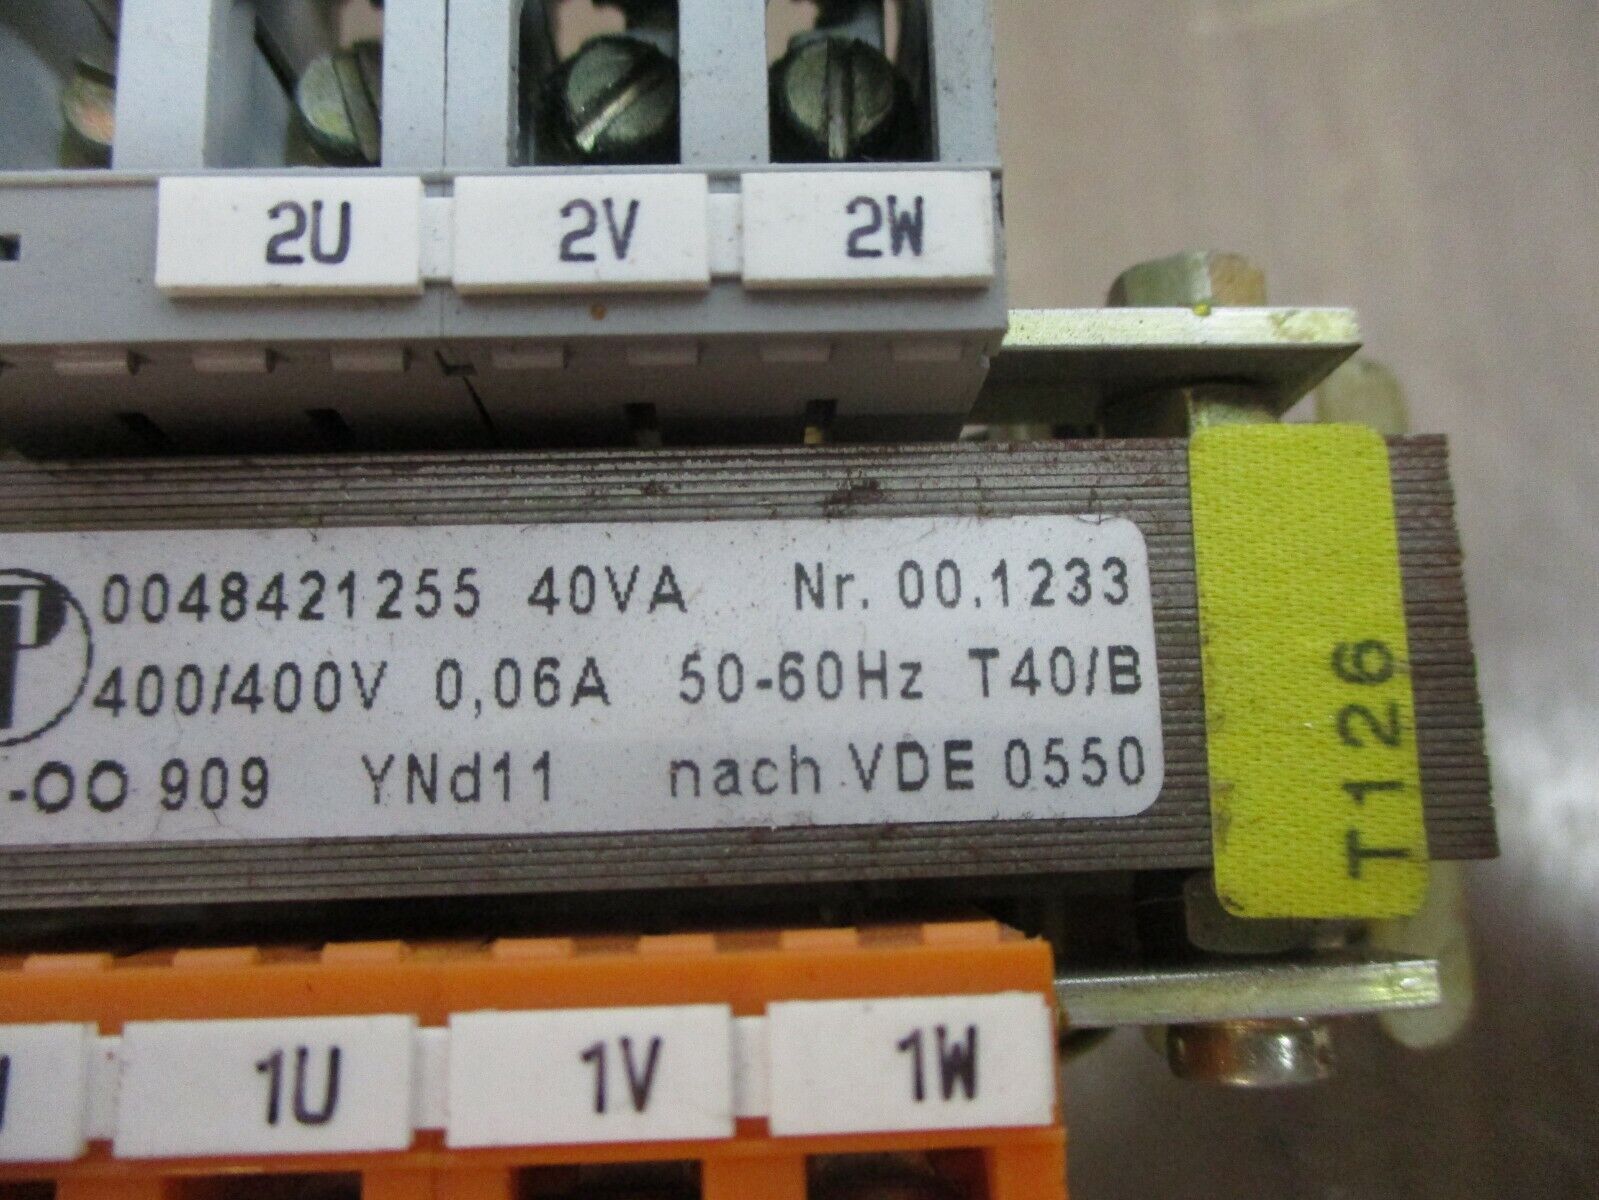 2U 2V 2W
0048421255 40VA Nr. 00.1233
400/400V 0,06A 50-60Hz T40/B
-OO 909 YNd11 nach VDE 0550
T126
1U 1V 1W